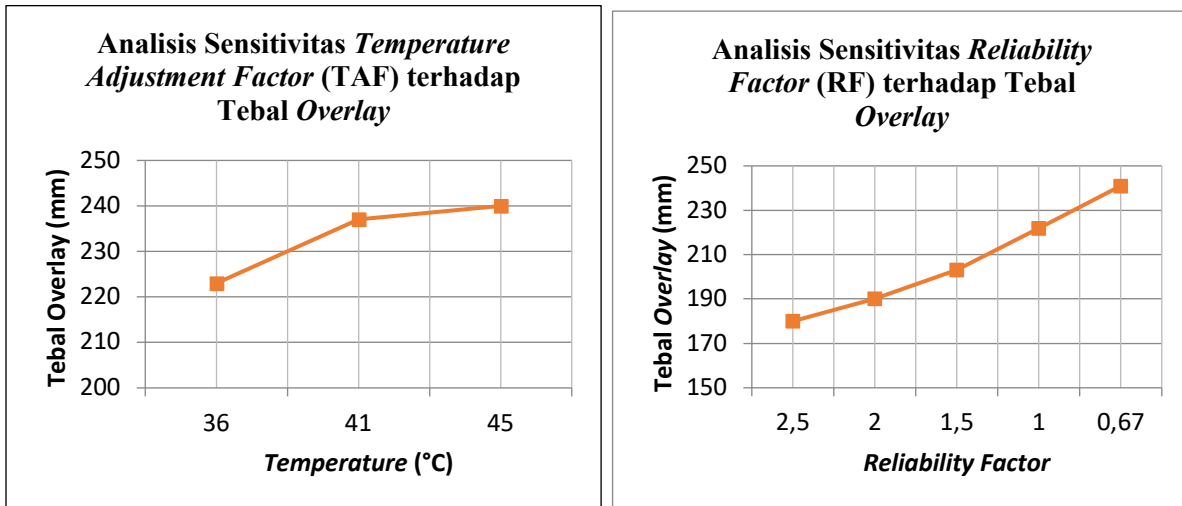 Analisis Sensitivitas Temperature
Adjustment Factor (TAF) terhadap
Tebal Overlay
Tebal Overlay (mm)
250
240
230
220
210
200
36 41 45
Temperature (°C)
Analisis Sensitivitas Reliability
Factor (RF) terhadap Tebal
Overlay
Tebal Overlay (mm)
250
230
210
190
170
150
2,5 2 1,5 1 0,67
Reliability Factor